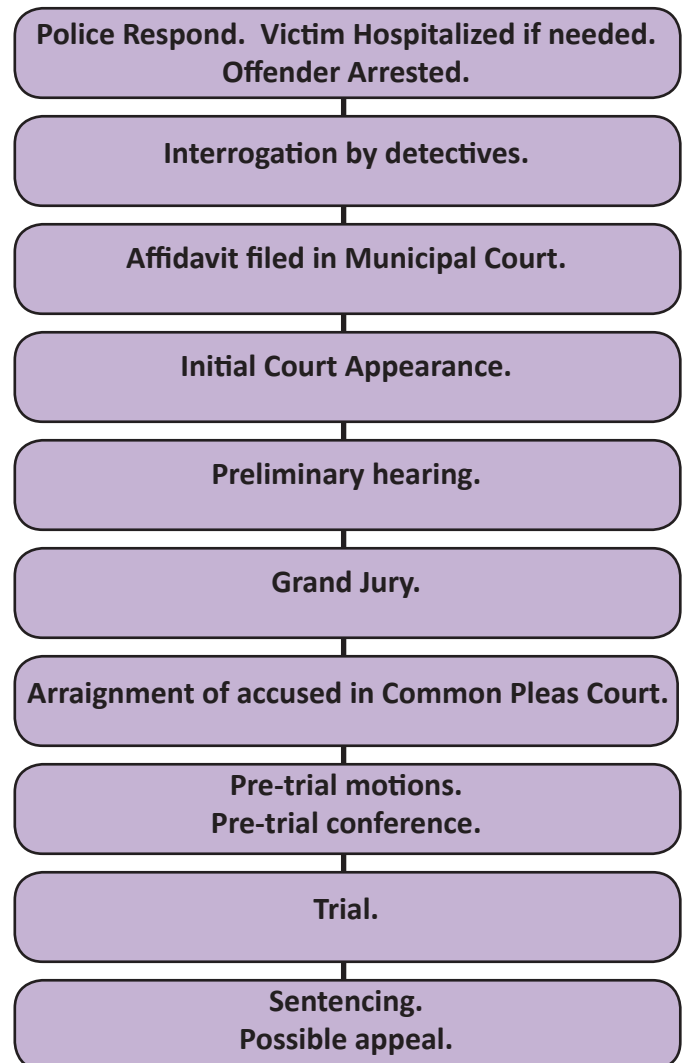 Police Respond.  Victim Hospitalized if needed.
Offender Arrested.
Interrogation by detectives.
Affidavit filed in Municipal Court.
Initial Court Appearance.
Preliminary hearing.
Grand Jury.
Arraignment of accused in Common Pleas Court.
Pre-trial motions.
Pre-trial conference.
Trial.
Sentencing.
Possible appeal.